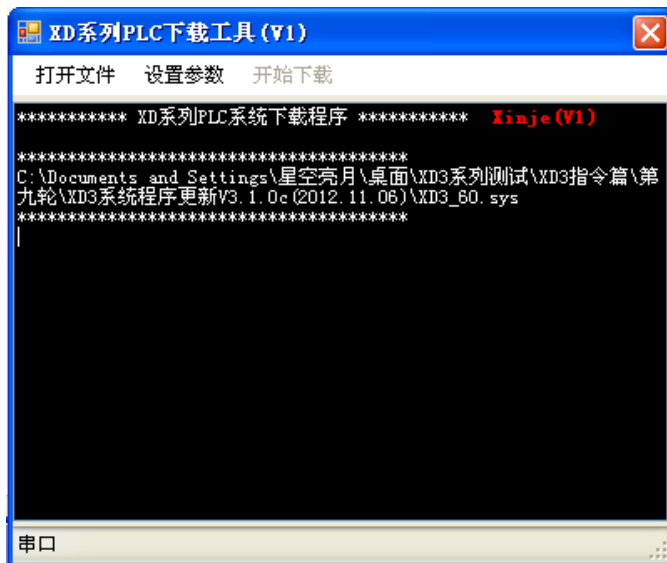 XD系列PLC下载工具(V1)
打开文件 设置参数 开始下载
*********** XD系列PLC系统下载程序 *********** Xinje(V1)
***************************************
C:\Documents and Settings\星空亮月\桌面\XD3系列测试\XD3指令篇\第
九轮\XD3系统程序更新V3.1.0c(2012.11.06)\XD3_60.sys
***************************************
串口